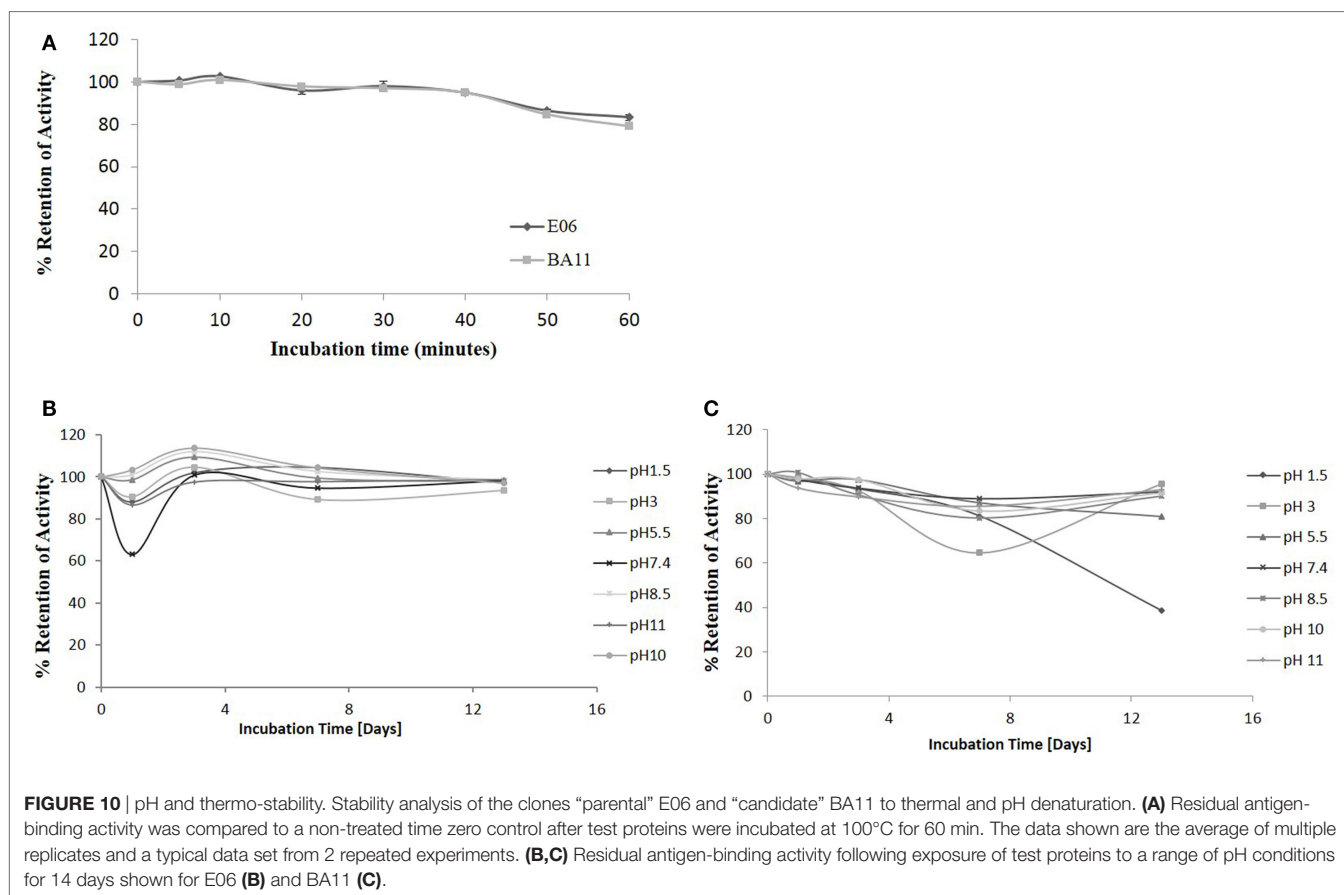 A
120
100
80
60
40
20
0
% Retention of Activity
E06
BA11
0 10 20 30 40 50 60
Incubation time (minutes)
B
120
100
80
60
40
20
0
% Retention of Activity
0 4 8 12 16
Incubation Time [Days]
pH1.5
pH3
pH5.5
pH7.4
pH8.5
pH11
pH10
C
120
100
80
60
40
20
0
% Retention of Activity
0 4 8 12 16
Incubation Time [Days]
pH 1.5
pH 3
pH 5.5
pH 7.4
pH 8.5
pH 10
pH 11
FIGURE 10 | pH and thermo-stability. Stability analysis of the clones “parental” E06 and “candidate” BA11 to thermal and pH denaturation. (A) Residual antigen-
binding activity was compared to a non-treated time zero control after test proteins were incubated at 100°C for 60 min. The data shown are the average of multiple
replicates and a typical data set from 2 repeated experiments. (B,C) Residual antigen-binding activity following exposure of test proteins to a range of pH conditions
for 14 days shown for E06 (B) and BA11 (C).